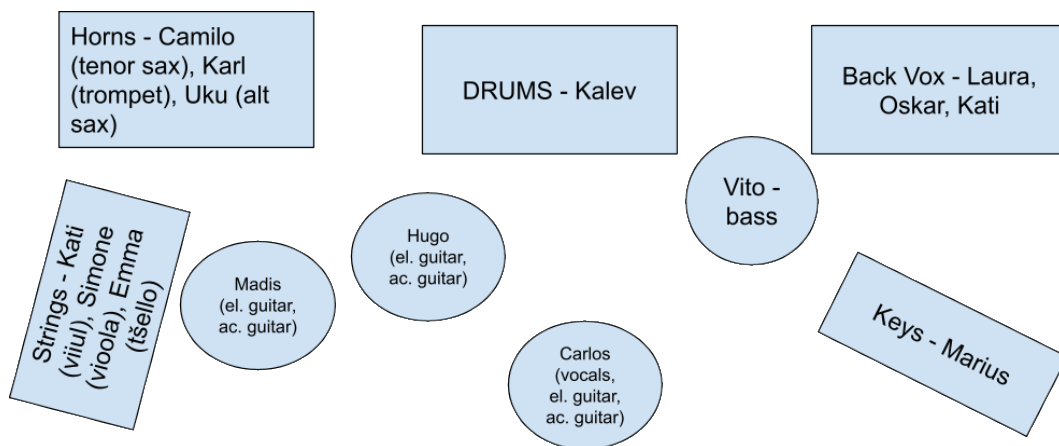 Horns - Camilo
(tenor sax), Karl
(trompet), Uku (alt
sax)
DRUMS - Kalev
Back Vox - Laura,
Oskar, Kati
Vito -
bass
Hugo
(el. guitar,
ac. guitar)
Madis
(el. guitar,
ac. guitar)
Strings - Kati
(viiul), Simone
(vioola), Emma
(tšello)
Carlos
(vocals,
el. guitar,
ac. guitar)
Keys - Marius